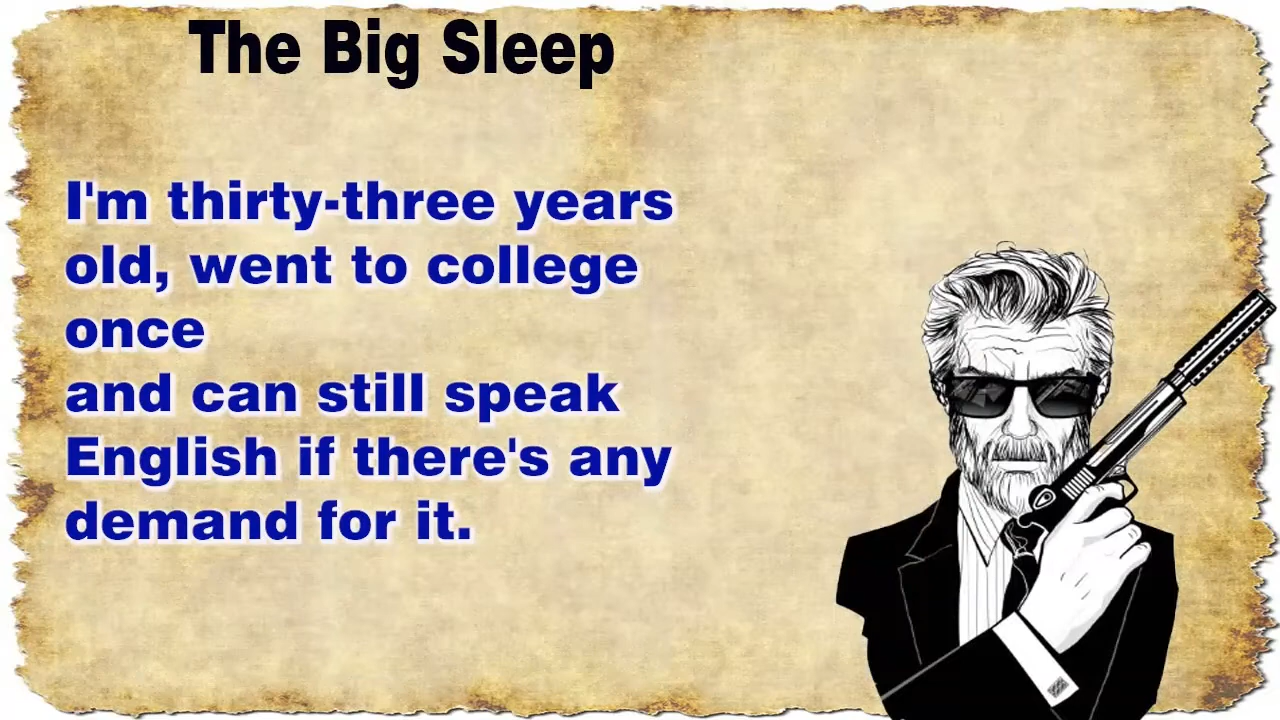 The Big Sleep
I'm thirty-three years
old, went to college
once
and can still speak
English if there's any
demand for it.